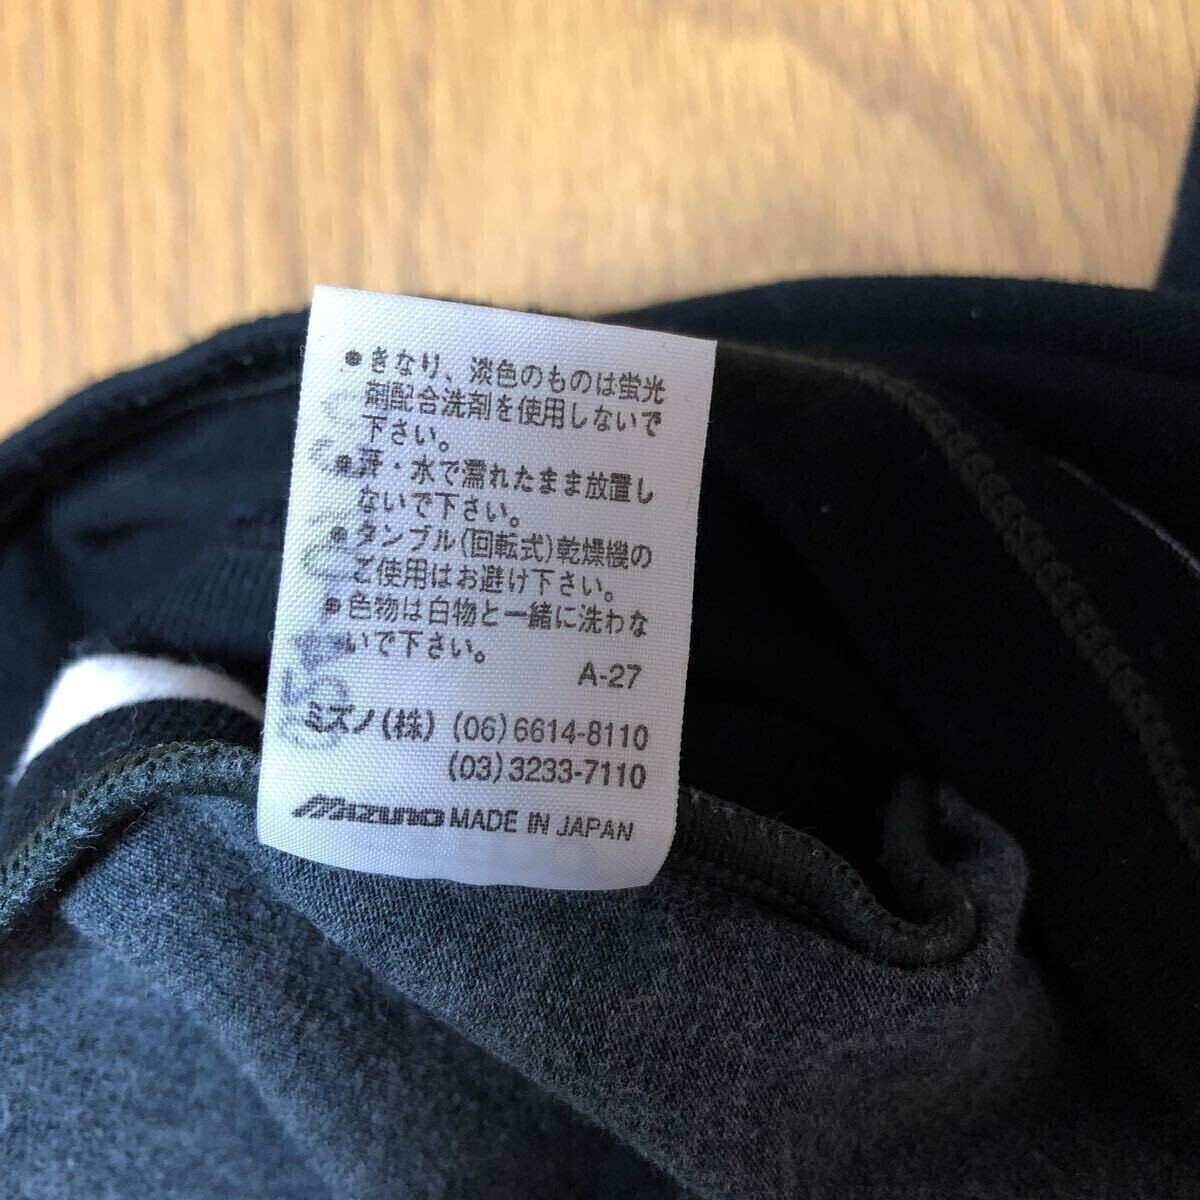 ●きなり、淡色のものは蛍光
剤配合洗剤を使用しないで
下さい。
●汗・水で濡れたまま放置し
ないで下さい。
●タンブル(回転式)乾燥機の
ご使用はお避け下さい。
●色物は白物と一緒に洗わな
いで下さい。
A-27
ミズノ(株) (06)6614-8110
(03)3233-7110
Mizuno MADE IN JAPAN